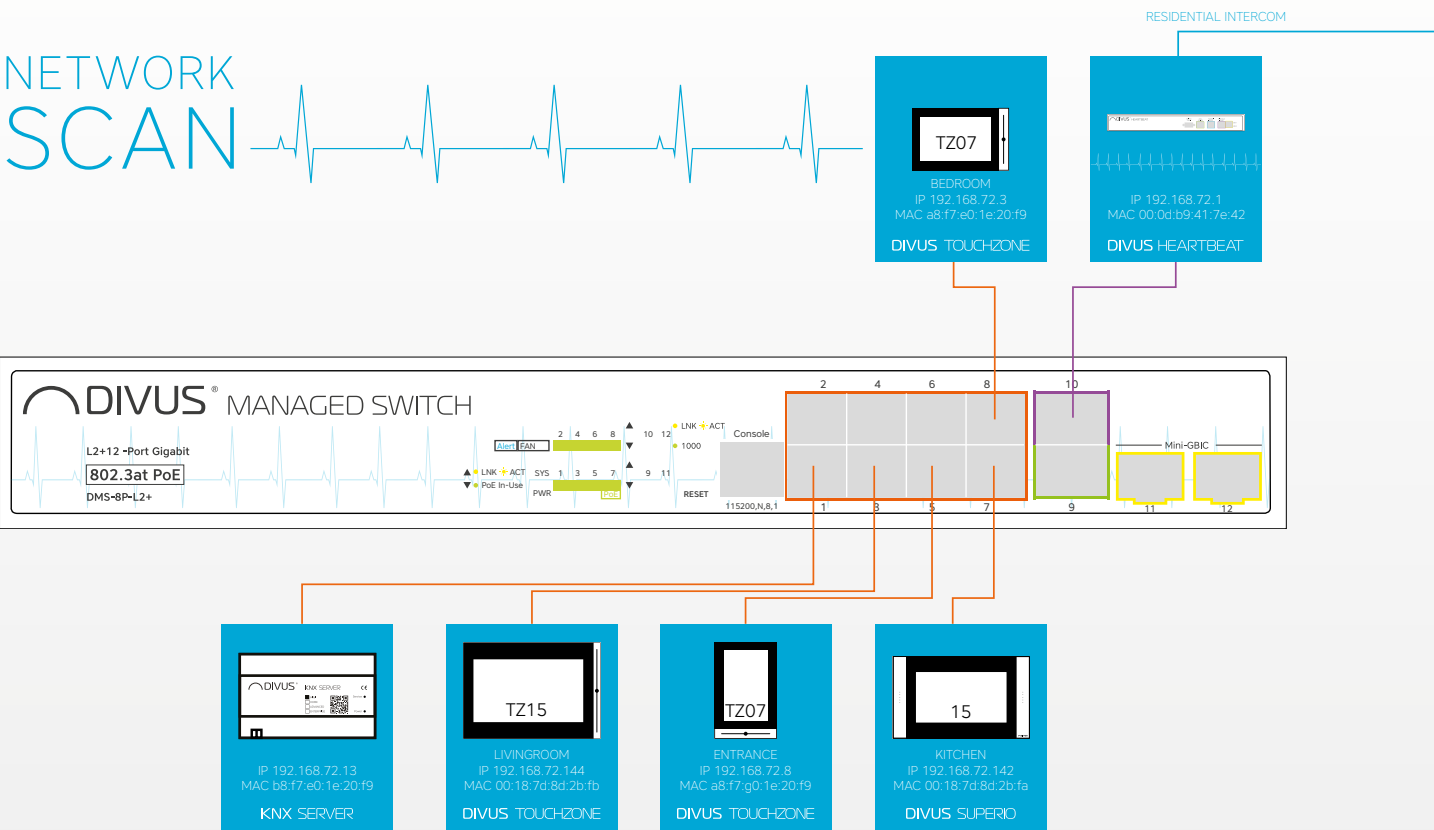 RESIDENTIAL INTERCOM
NETWORK
SCAN
TZ07
BEDROOM
IP 192.168.72.3
MAC a8:f7:e0:1e:20:f9
DIVUS TOUCHZONE
DIVUS HEARTBEAT
IP 192.168.72.1
MAC 00:0d:b9:41:7e:42
DIVUS HEARTBEAT
DIVUS® MANAGED SWITCH
L2+12 -Port Gigabit
802.3at PoE
DMS-8P-L2+
Alert FAN
2 4 6 8
10 12
LNK ACT
1000
LNK ACT
PoE In-Use
SYS
PWR
1 3 5 7
PoE
9 11
RESET
Console
115200,N,8,1
2 4 6 8 10
1 3 5 7 9
Mini-GBIC
11 12
DIVUS KNX SERVER CE
IP 192.168.72.13
MAC b8:f7:e0:1e:20:f9
KNX SERVER
TZ15
LIVINGROOM
IP 192.168.72.144
MAC 00:18:7d:8d:2b:fb
DIVUS TOUCHZONE
TZ07
ENTRANCE
IP 192.168.72.8
MAC a8:f7:g0:1e:20:f9
DIVUS TOUCHZONE
15
KITCHEN
IP 192.168.72.142
MAC 00:18:7d:8d:2b:fa
DIVUS SUPERIO